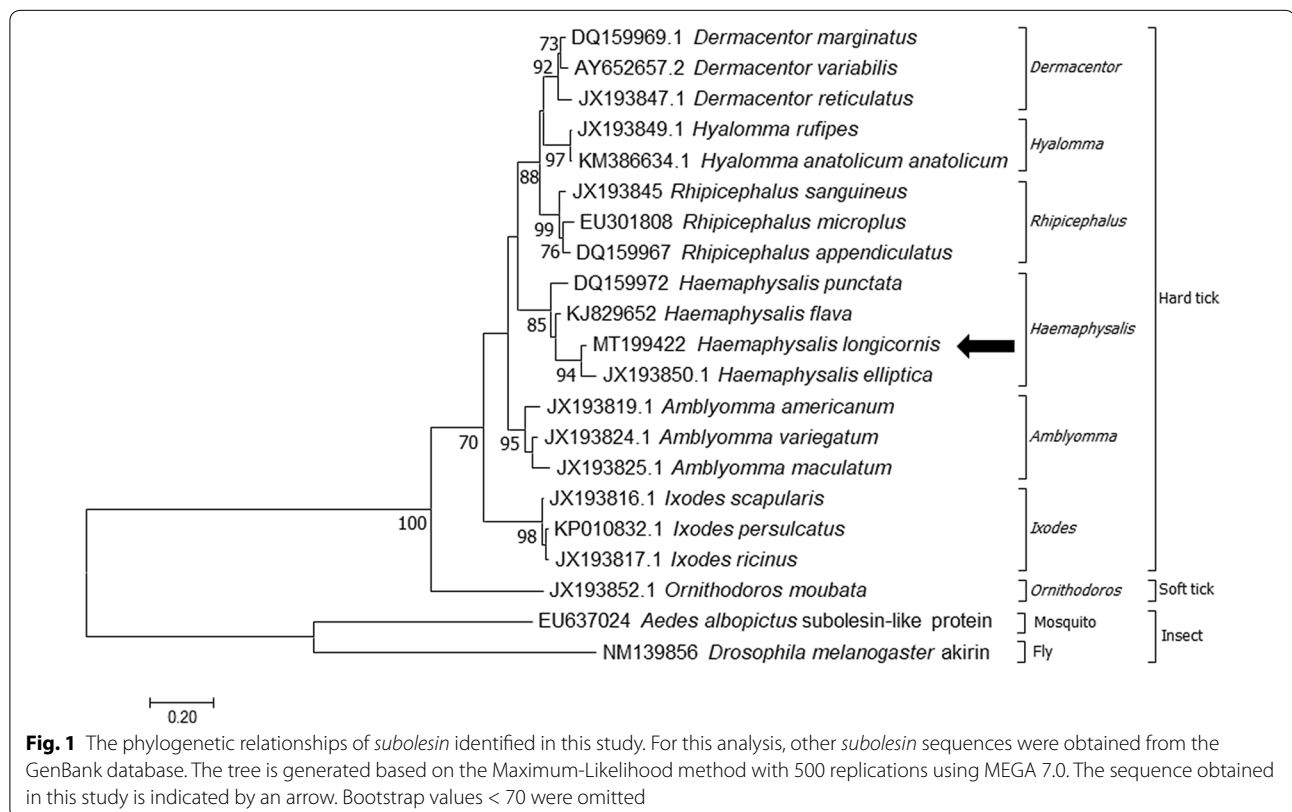 73
DQ159969.1 Dermacentor marginatus
92
AY652657.2 Dermacentor variabilis
Dermacentor
JX193847.1 Dermacentor reticulatus
JX193849.1 Hyalomma rufipes
Hyalomma
97
KM386634.1 Hyalomma anatolicum anatolicum
88
JX193845 Rhipicephalus sanguineus
99
EU301808 Rhipicephalus microplus
Rhipicephalus
76
DQ159967 Rhipicephalus appendiculatus
DQ159972 Haemaphysalis punctata
Hard tick
85
KJ829652 Haemaphysalis flava
Haemaphysalis
MT199422 Haemaphysalis longicornis
94
JX193850.1 Haemaphysalis elliptica
JX193819.1 Amblyomma americanum
70
95
JX193824.1 Amblyomma variegatum
Amblyomma
JX193825.1 Amblyomma maculatum
JX193816.1 Ixodes scapularis
100
98
KP010832.1 Ixodes persulcatus
Ixodes
JX193817.1 Ixodes ricinus
JX193852.1 Ornithodoros moubata
Ornithodoros
Soft tick
EU637024 Aedes albopictus subolesin-like protein
Mosquito
Insect
NM139856 Drosophila melanogaster akirin
Fly
0.20
Fig. 1 The phylogenetic relationships of subolesin identified in this study. For this analysis, other subolesin sequences were obtained from the
GenBank database. The tree is generated based on the Maximum-Likelihood method with 500 replications using MEGA 7.0. The sequence obtained
in this study is indicated by an arrow. Bootstrap values < 70 were omitted